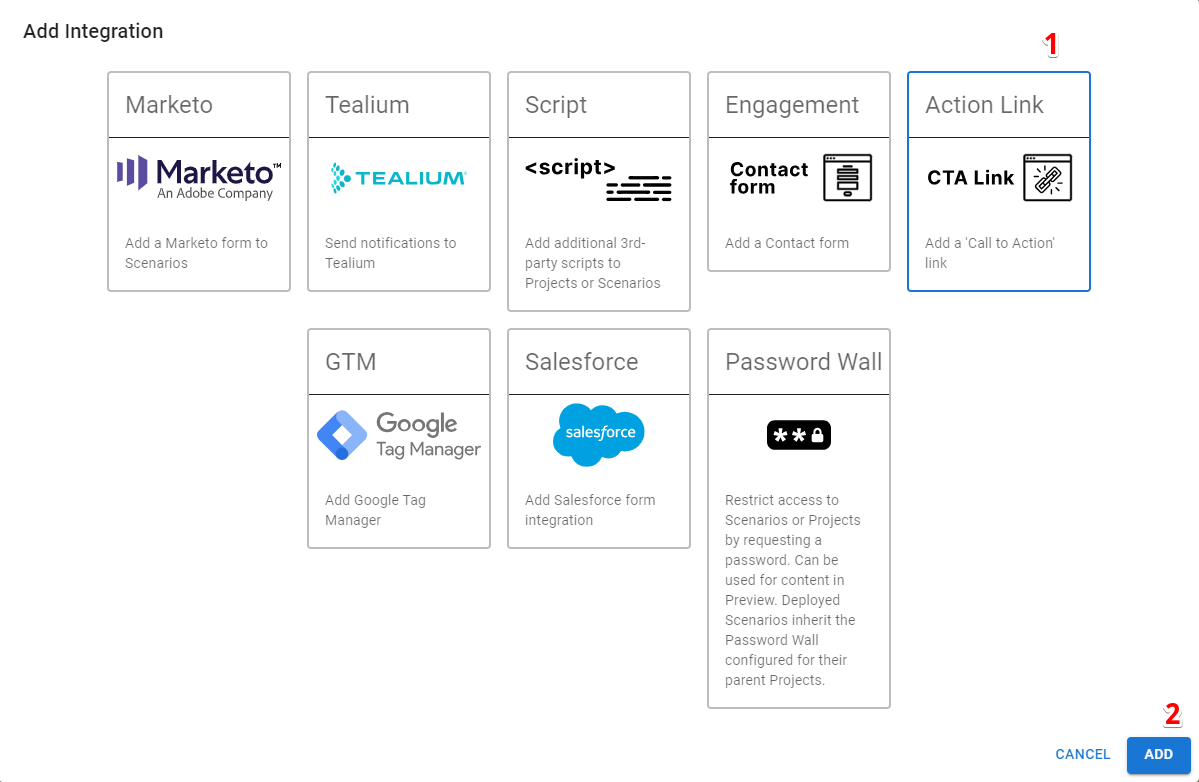 Add Integration
1
Marketo
Marketo™
An Adobe Company
Add a Marketo form to
Scenarios
Tealium
TEALIUM
Send notifications to
Tealium
Script
<script>
Add additional 3rd-
party scripts to
Projects or Scenarios
Engagement
Contact
form
Add a Contact form
Action Link
CTA Link
Add a 'Call to Action'
link
GTM
Google
Tag Manager
Add Google Tag
Manager
Salesforce
salesforce
Add Salesforce form
integration
Password Wall
**
Restrict access to
Scenarios or Projects
by requesting a
password. Can be
used for content in
Preview. Deployed
Scenarios inherit the
Password Wall
configured for their
parent Projects.
2
CANCEL
ADD